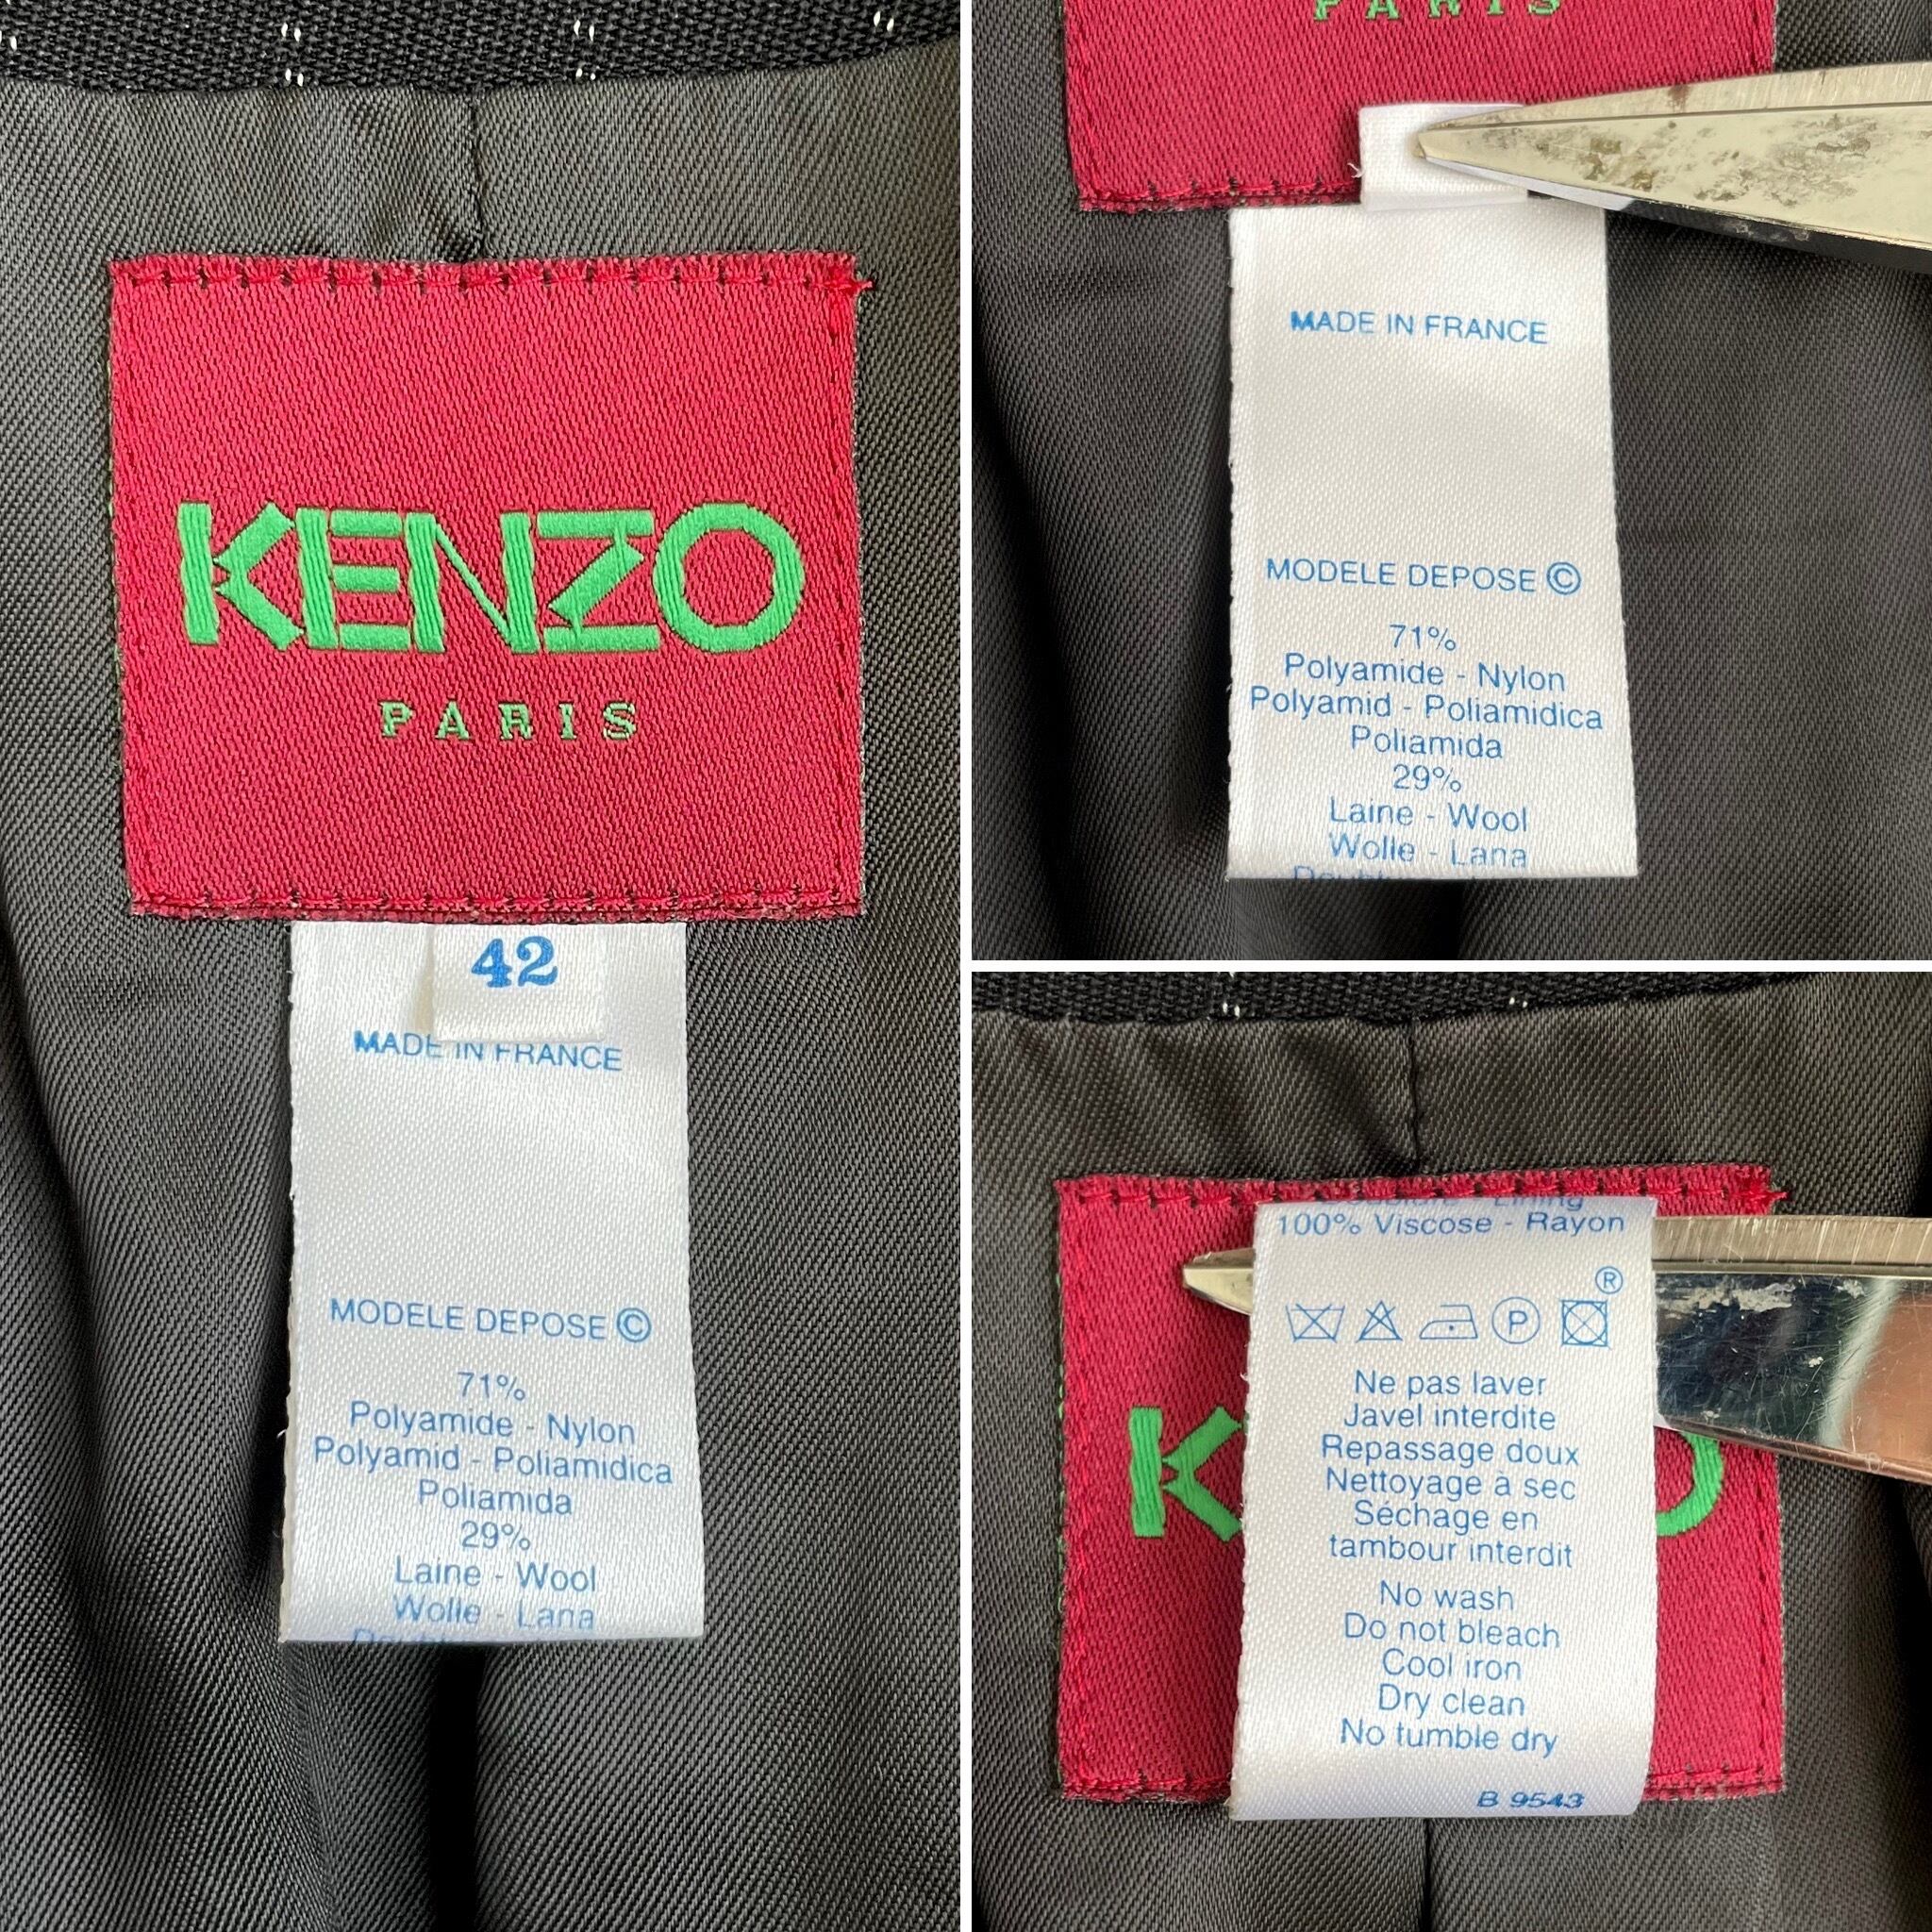 KENZO
PARIS
42
MADE IN FRANCE
MODELE DEPOSE ©
71%
Polyamide - Nylon
Polyamid - Poliamidica
Poliamida
29%
Laine - Wool
Wolle - Lana
PARIS
MADE IN FRANCE
MODELE DEPOSE ©
71%
Polyamide - Nylon
Polyamid - Poliamidica
Poliamida
29%
Laine - Wool
Wolle - Lana
100% Viscose - Rayon
®
P
Ne pas laver
Javel interdite
Repassage doux
Nettoyage à sec
Séchage en
tambour interdit
No wash
Do not bleach
Cool iron
Dry clean
No tumble dry
B 9543
K O